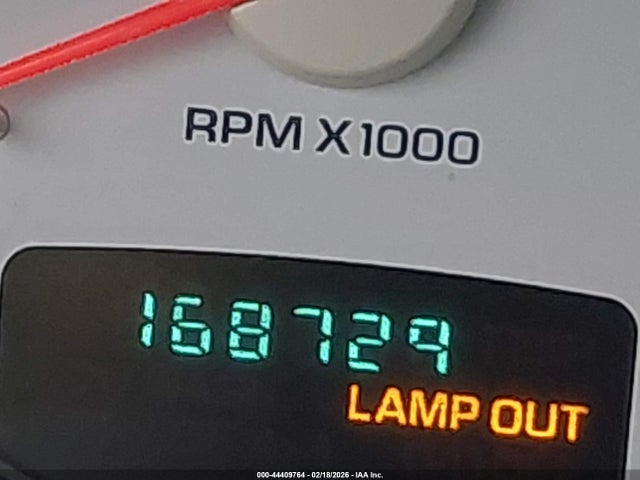 RPM X1000
168729
LAMP OUT
000-44409764 - 02/18/2026 - IAA Inc.